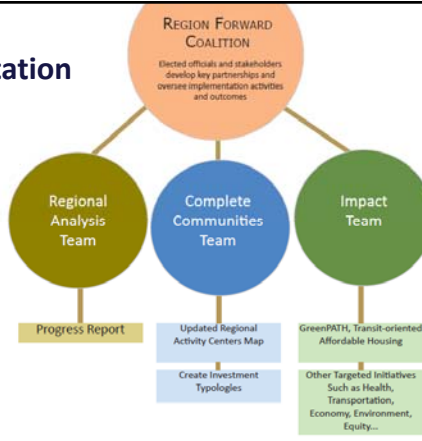 REGION FORWARD
COALITION
Elected officials and stakeholders
develop key partnerships and
oversee implementation activities
and outcomes
Regional
Analysis
Team
Complete
Communities
Team
Impact
Team
Progress Report
Updated Regional
Activity Centers Map
Create Investment
Typologies
GreenPATH, Transit-oriented
Affordable Housing
Other Targeted Initiatives
Such as Health,
Transportation,
Economy, Environment,
Equity...